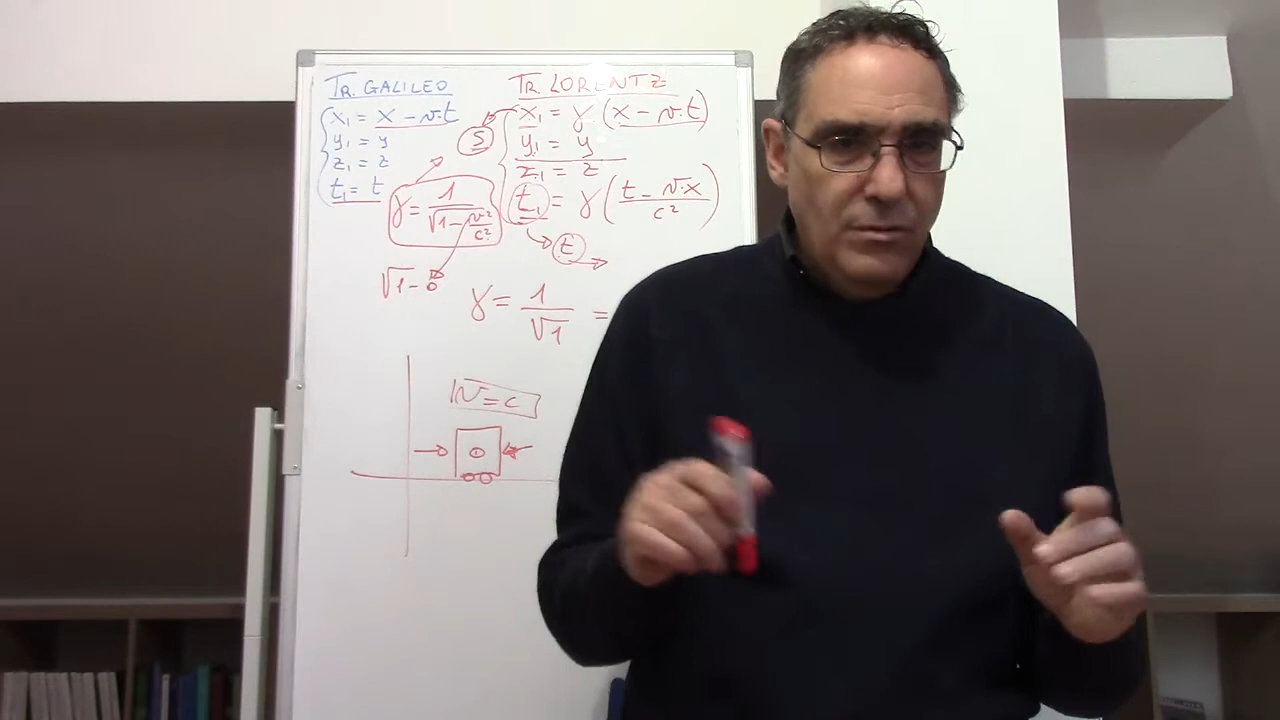 TR. GALILEO
x₁ = x - v.t
y₁ = y
z₁ = z
t₁ = t
TR. LORENTZ
x₁ = γ (x - v.t)
y₁ = y
z₁ = z
t₁ = γ (t - v.x / c²)
S
γ = 1 / √1 - v²/c²
t
√1 - 0
γ = 1 / √1 =
v = c